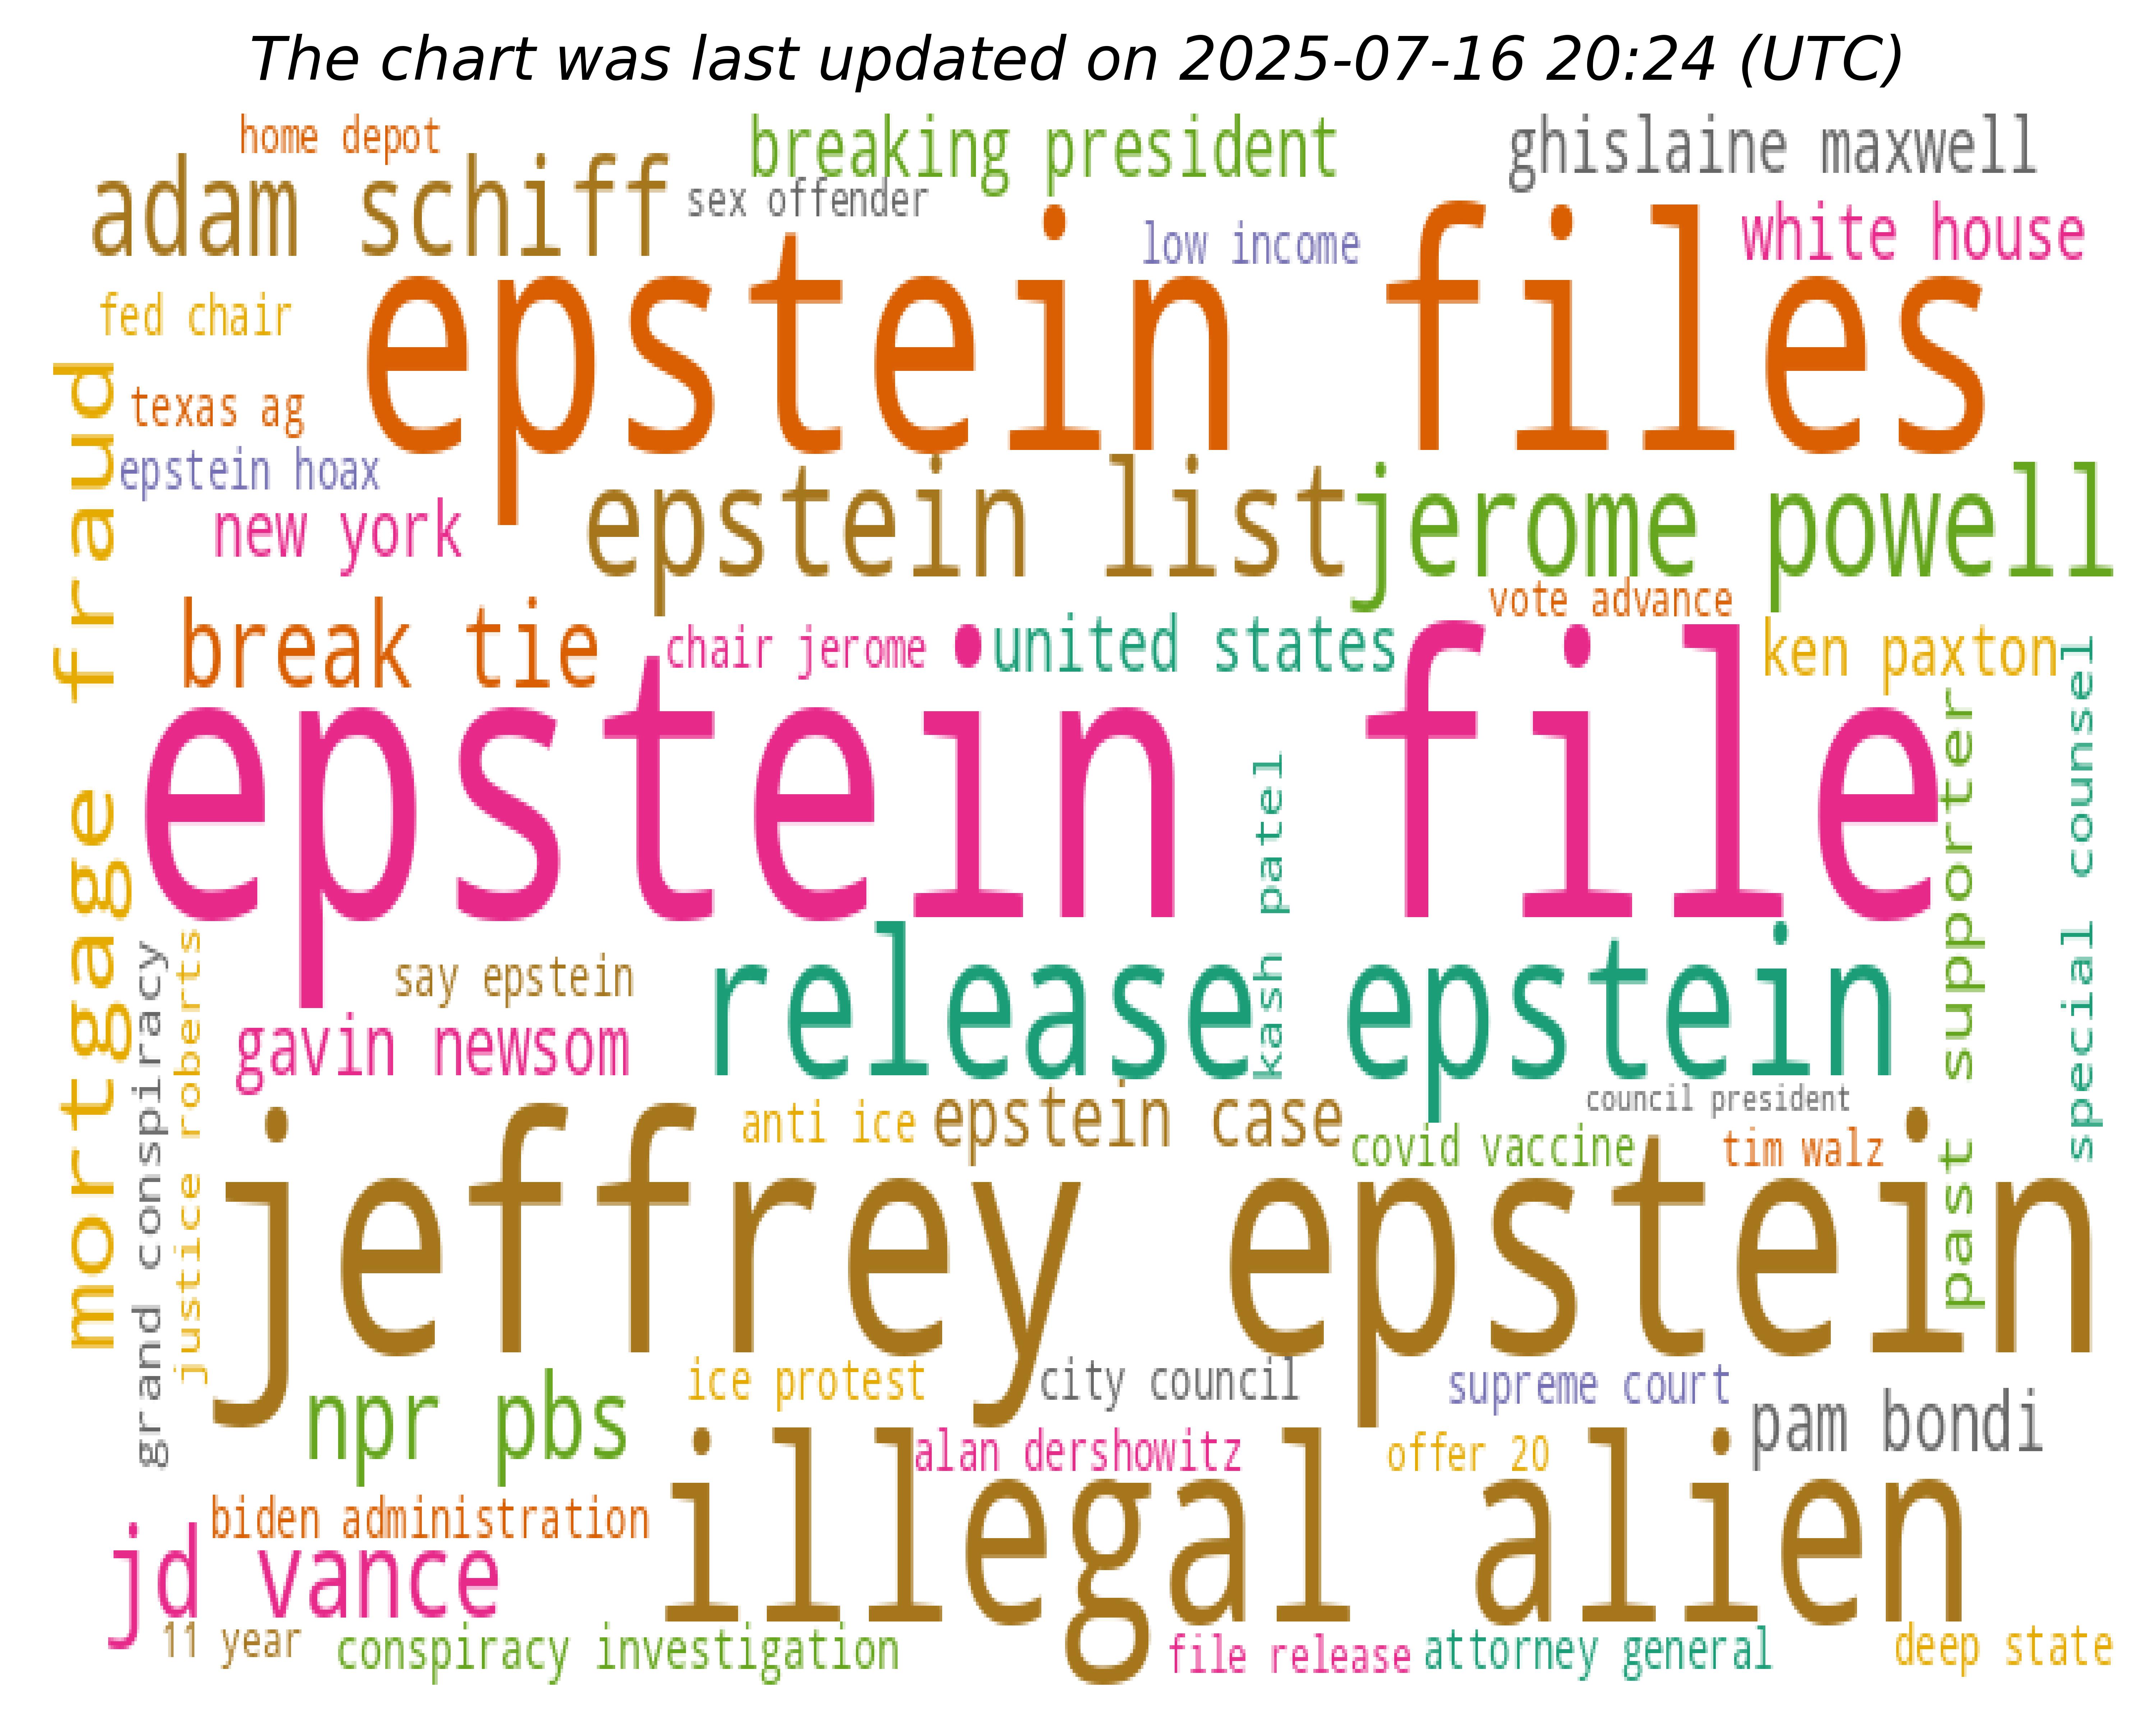 The chart was last updated on 2025-07-16 20:24 (UTC)
home depot
breaking president
ghislaine maxwell
adam schiff
sex offender
low income
white house
fed chair
epstein files
texas ag
epstein hoax
new york
epstein list
jerome powell
mortgage fraud
break tie
chair jerome
united states
vote advance
ken paxton
epstein file
kash patel
past supporter
special counsel
grand conspiracy
justice roberts
say epstein
release epstein
gavin newsom
anti ice
epstein case
council president
covid vaccine
tim walz
jeffrey epstein
npr pbs
ice protest
city council
supreme court
pam bondi
alan dershowitz
offer 20
biden administration
illegal alien
jd vance
11 year
conspiracy investigation
file release
attorney general
deep state